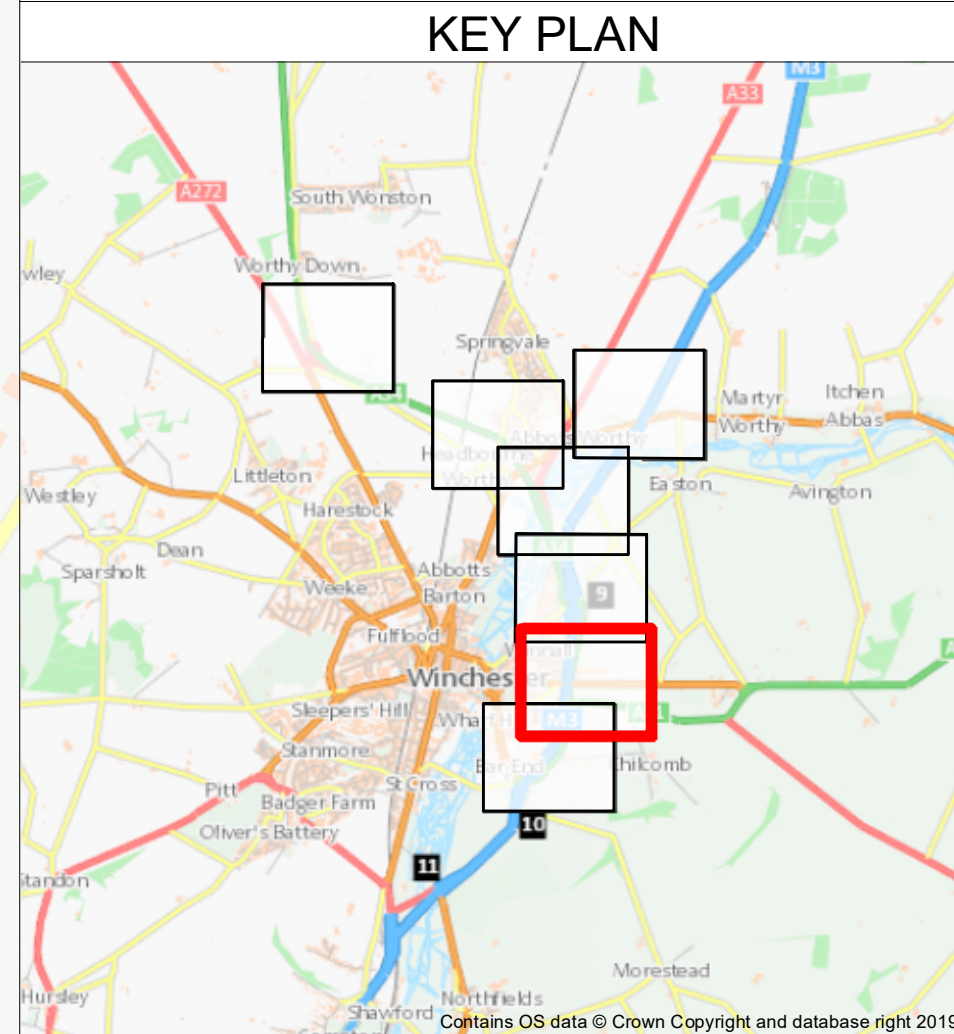 KEY PLAN
M3
A33
A272
South Wonston
Worthy Down
wley
Springvale
A34
Martyr
Worthy
Itchen
Abbas
Abbots Worthy
Headbourne
Worthy
Littleton
Easton
Avington
Westley
Harestock
Dean
Sparsholt
Abbotts
Barton
Weeke
9
Fulflood
Winnall
Winchester
Sleepers' Hill
Wharf H
M3
Stanmore
Bar End
Chilcomb
St Cross
Pitt
Badger Farm
10
Oliver's Battery
11
Standon
Morestead
Hursley
Northfields
Shawford
Contains OS data © Crown Copyright and database right 2019